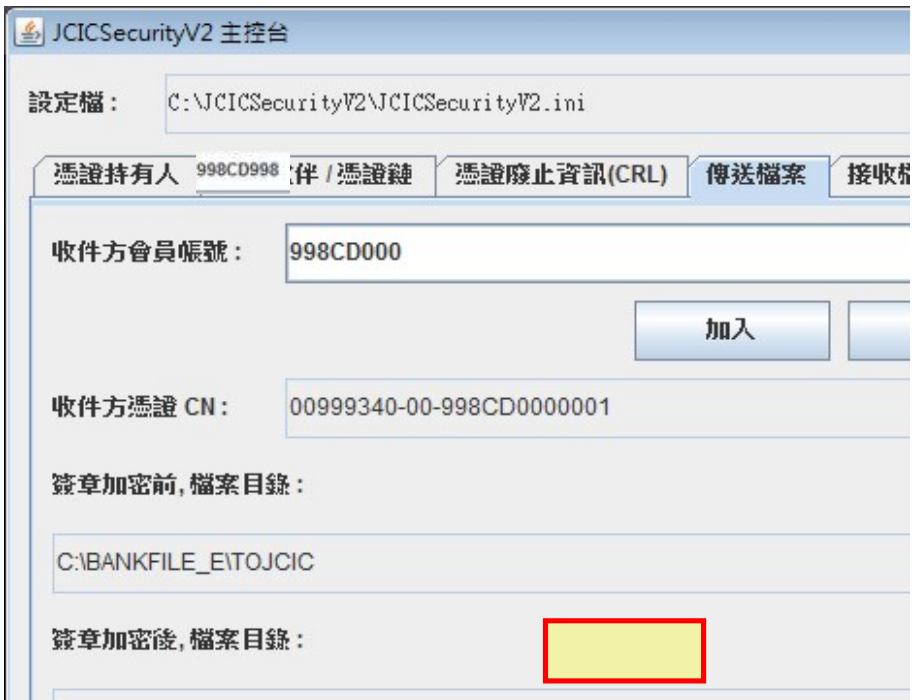 JCICSecurityV2 主控台
設定檔： C:\JCICSecurityV2\JCICSecurityV2.ini
憑證持有人 998CD998 伴 / 憑證鏈 憑證廢止資訊(CRL) 傳送檔案 接收
收件方會員帳號： 998CD000
加入
收件方憑證 CN： 00999340-00-998CD0000001
簽章加密前, 檔案目錄：
C:\BANKFILE_E\TOJCIC
簽章加密後, 檔案目錄：